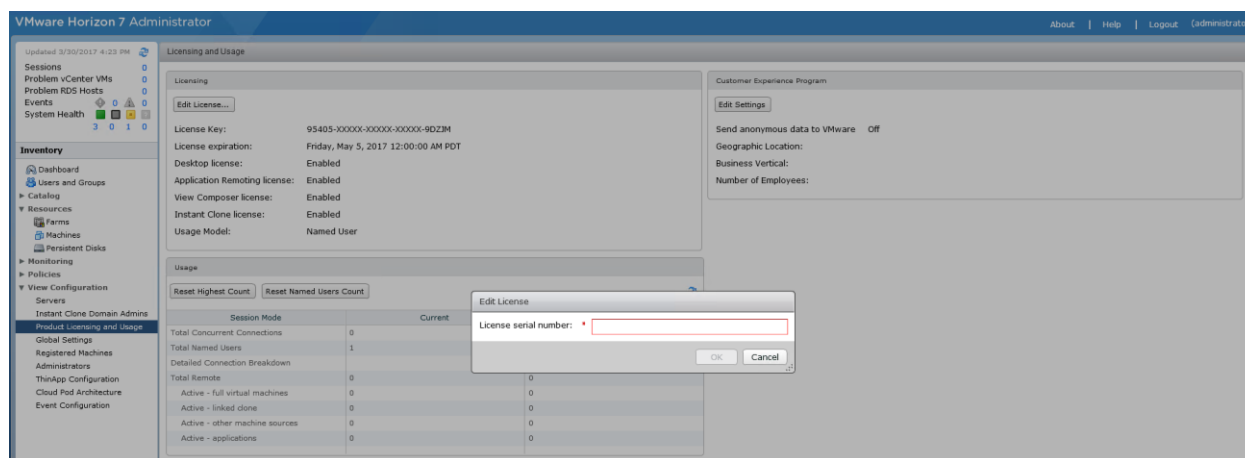 VMware Horizon 7 Administrator
About | Help | Logout (administrato
Updated 3/30/2017 4:23 PM
Sessions 0
Problem vCenter VMs 0
Problem RDS Hosts 0
Events 0 0
System Health
3 0 1 0
Inventory
Dashboard
Users and Groups
Catalog
Resources
Farms
Machines
Persistent Disks
Monitoring
Policies
View Configuration
Servers
Instant Clone Domain Admins
Product Licensing and Usage
Global Settings
Registered Machines
Administrators
ThinApp Configuration
Cloud Pod Architecture
Event Configuration
Licensing and Usage
Licensing
Edit License...
License Key: 95405-XXXXX-XXXXX-XXXXX-9DZJM
License expiration: Friday, May 5, 2017 12:00:00 AM PDT
Desktop license: Enabled
Application Remoting license: Enabled
View Composer license: Enabled
Instant Clone license: Enabled
Usage Model: Named User
Usage
Reset Highest Count Reset Named Users Count
Session Mode Current
Total Concurrent Connections 0
Total Named Users 1
Detailed Connection Breakdown
Total Remote 0 0
Active - full virtual machines 0 0
Active - linked clone 0 0
Active - other machine sources 0 0
Active - applications 0 0
Customer Experience Program
Edit Settings
Send anonymous data to VMware Off
Geographic Location:
Business Vertical:
Number of Employees:
Edit License
License serial number: *
OK Cancel